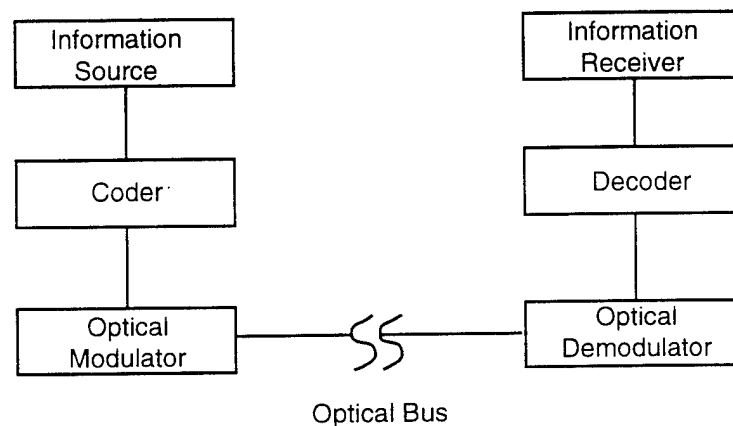 Information
Source
Information
Receiver
Coder
Decoder
Optical
Modulator
Optical
Demodulator
Optical Bus